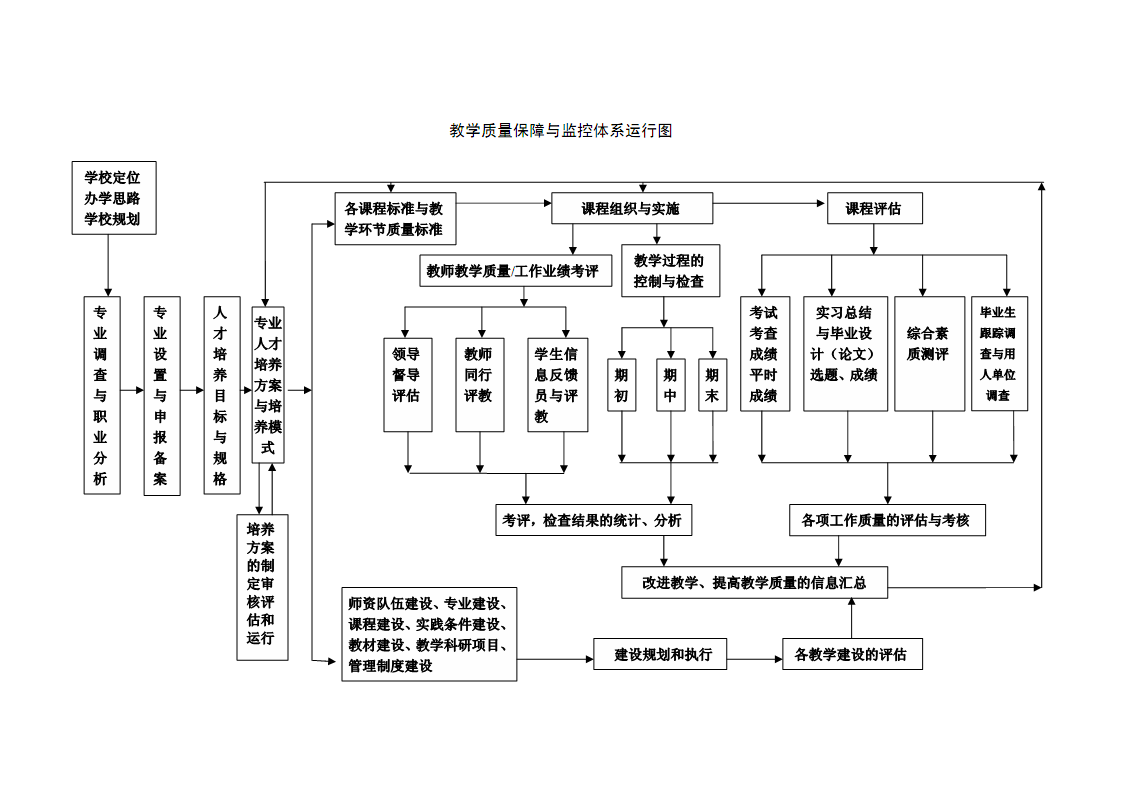 教学质量保障与监控体系运行图
学校定位
办学思路
学校规划
专业调查与职业分析
专业设置与申报备案
人才培养目标与规格
专业
人才
培养
方案
与培
养模
式
培养
方案
的制
定审
核评
估和
运行
各课程标准与教
学环节质量标准
课程组织与实施
课程评估
教师教学质量/工作业绩考评
教学过程的
控制与检查
领导
督导
评估
教师
同行
评教
学生信
息反馈
员与评
教
期初
期中
期末
考试
考查
成绩
平时
成绩
实习总结
与毕业设
计（论文）
选题、成绩
综合素
质测评
毕业生
跟踪调
查与用
人单位
调查
考评，检查结果的统计、分析
各项工作质量的评估与考核
改进教学、提高教学质量的信息汇总
师资队伍建设、专业建设、
课程建设、实践条件建设、
教材建设、教学科研项目、
管理制度建设
建设规划和执行
各教学建设的评估